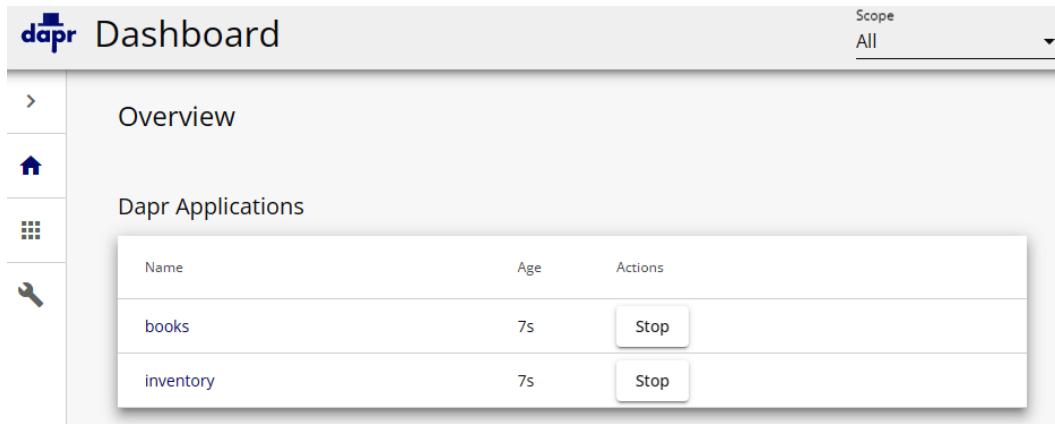 dapr Dashboard
Scope
All
Overview
Dapr Applications
Name Age Actions
books 7s Stop
inventory 7s Stop